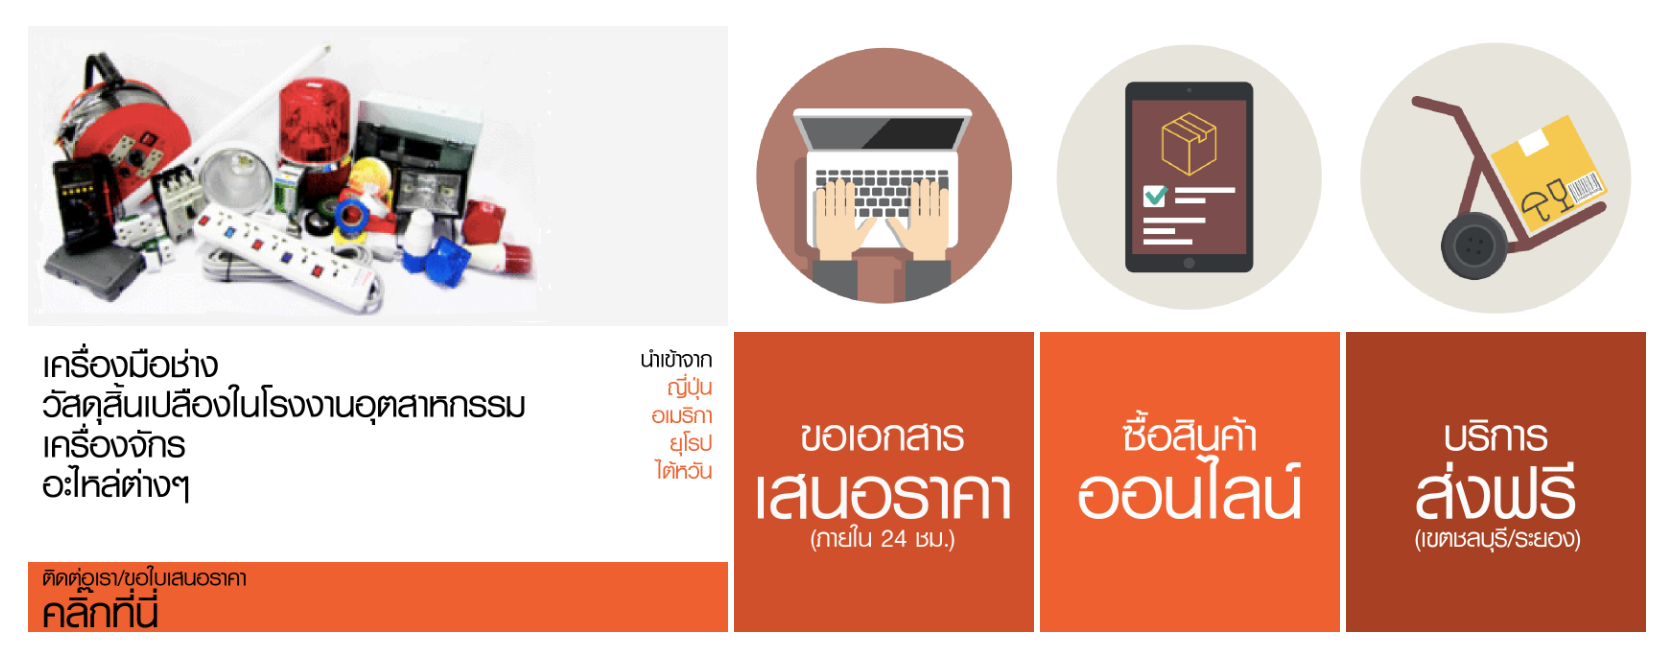 เครื่องมือช่าง
วัสดุสิ้นเปลืองในโรงงานอุตสาหกรรม
เครื่องจักร
อะไหล่ต่างๆ
นำเข้าจาก
ญี่ปุ่น
อเมริกา
ยุโรป
ไต้หวัน
ติดต่อเรา/ขอใบเสนอราคา
คลิ๊กที่นี่
ขอเอกสาร
เสนอราคา
(ภายใน 24 ชม.)
ซื้อสินค้า
ออนไลน์
บริการ
ส่งฟรี
(เขตชลบุรี/ระยอง)